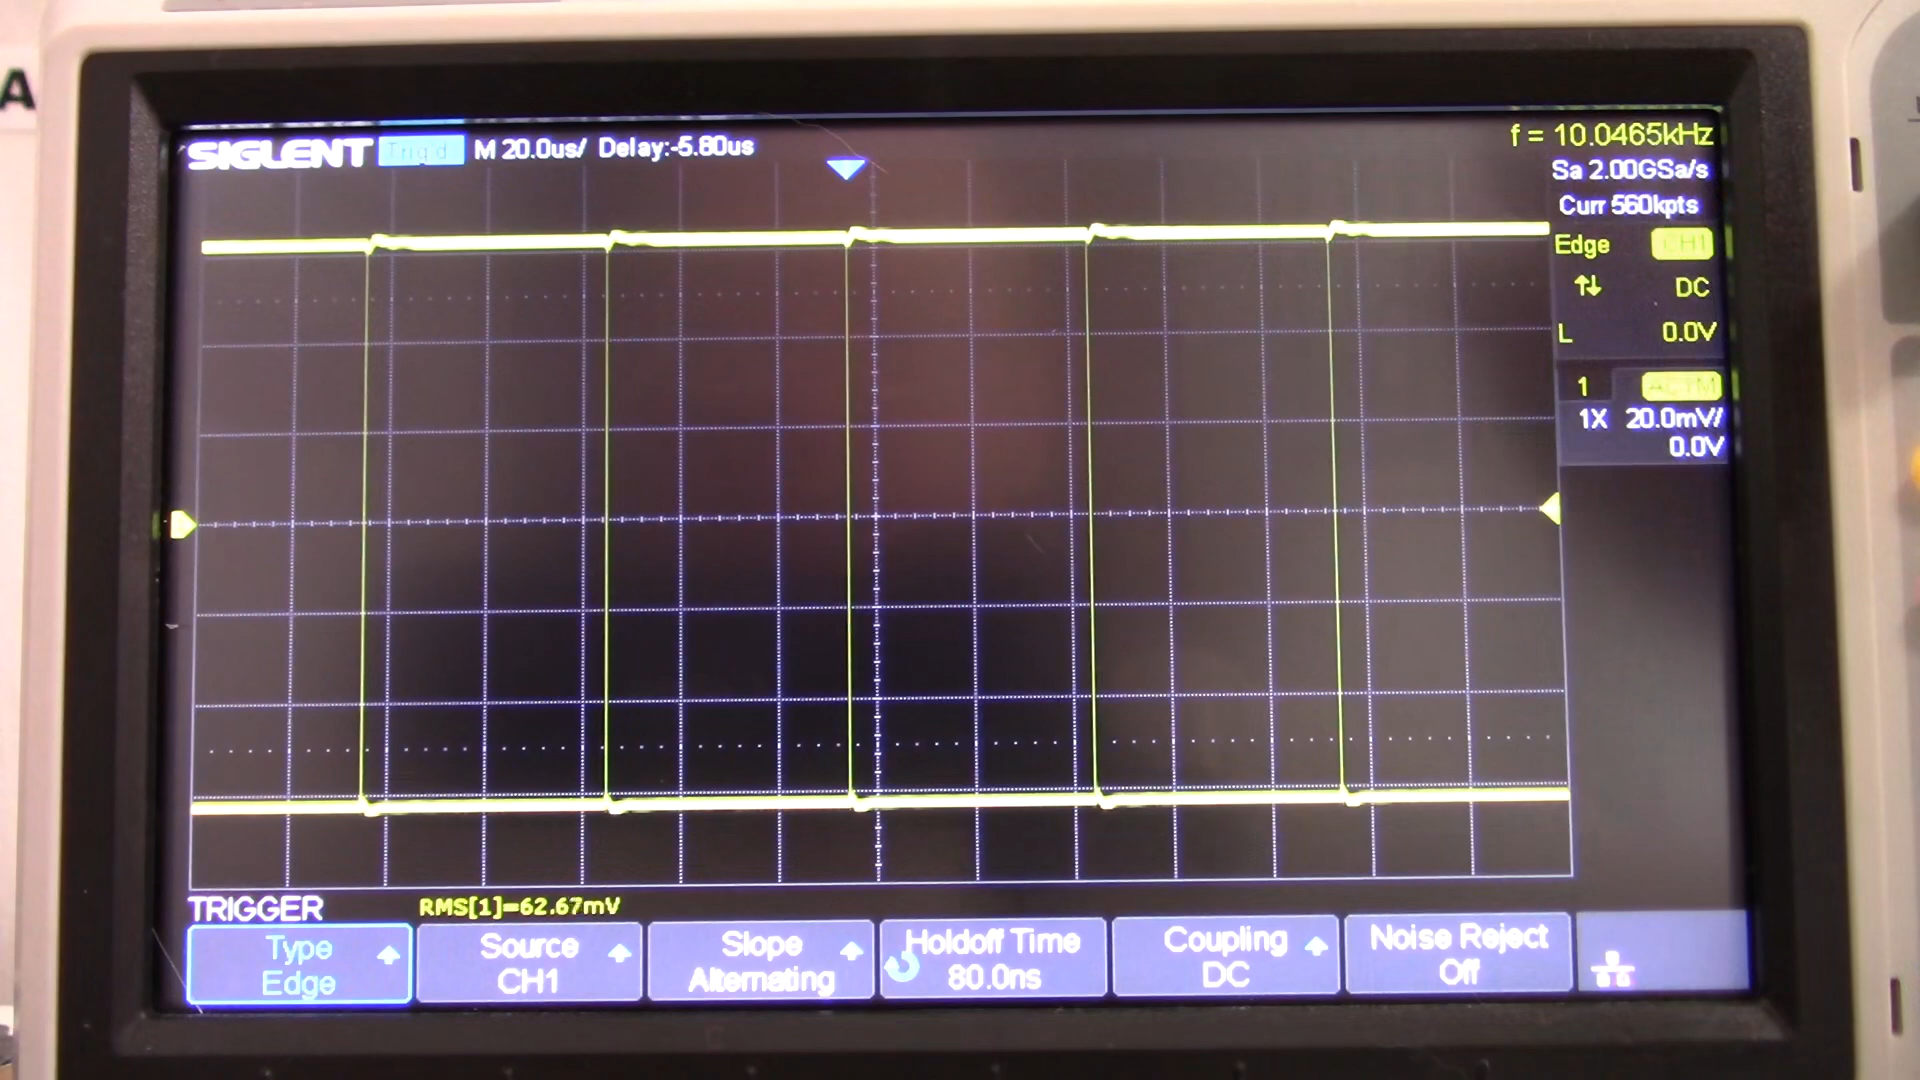 A
SIGLENT Trig'd M 20.0us/ Delay:-5.80us
f = 10.0465kHz
Sa 2.00GSa/s
Curr 560kpts
Edge CH1
DC
L 0.0V
1
1X 20.0mV/
0.0V
TRIGGER RMS[1]=62.67mV
Type
Edge
Source
CH1
Slope
Alternating
Holdoff Time
80.0ns
Coupling
DC
Noise Reject
Off